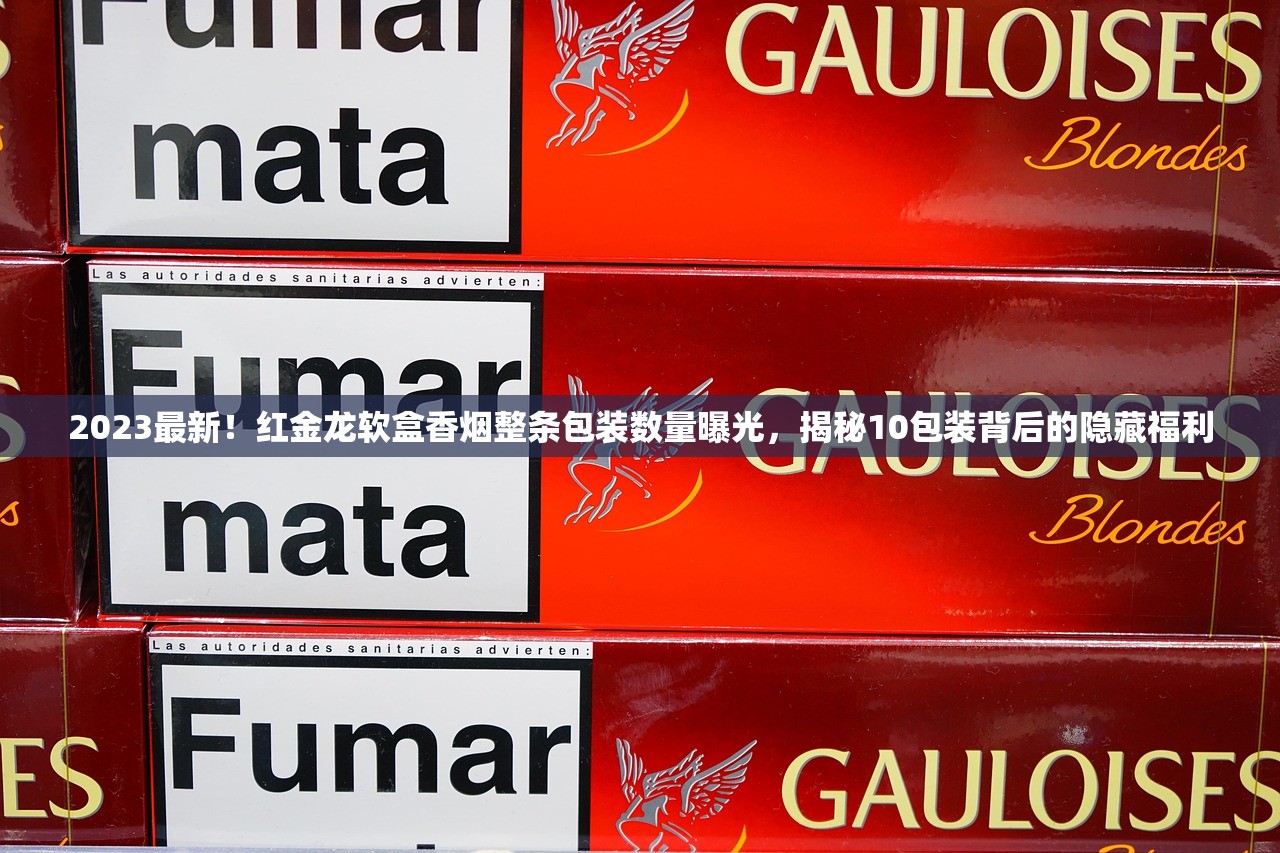 Fumar
mata
GAULOISES
Blondes
Las autoridades sanitarias advierten:
Fumar
mata
2023最新！红金龙软盒香烟整条包装数量曝光，揭秘10包装背后的隐藏福利
GAULOISES
Blondes
Las autoridades sanitarias advierten:
Fumar
ES
GAULOISES